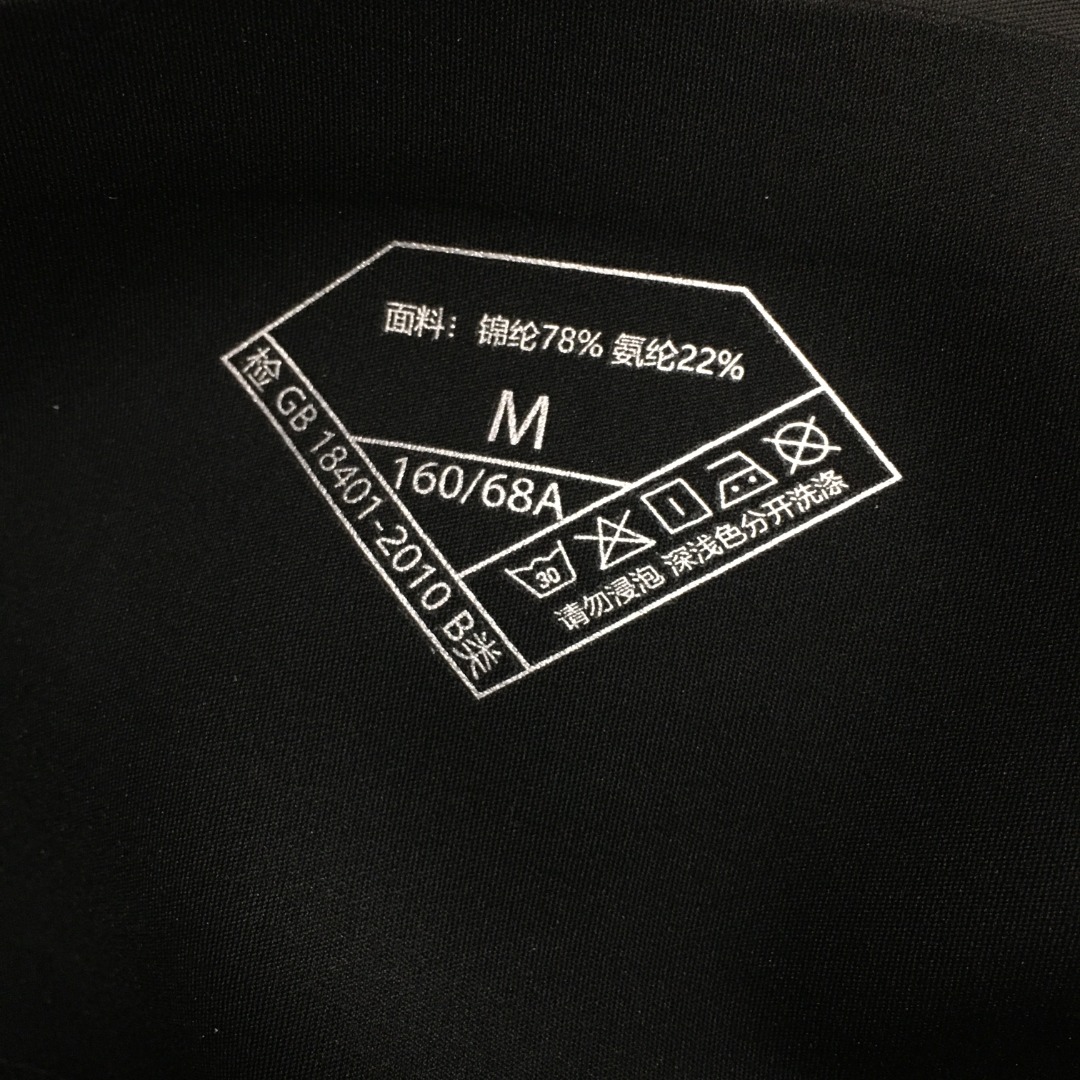 面料：锦纶78% 氨纶22%
M
160/68A
检 GB 18401-2010 B类
30
请勿浸泡 深浅色分开洗涤